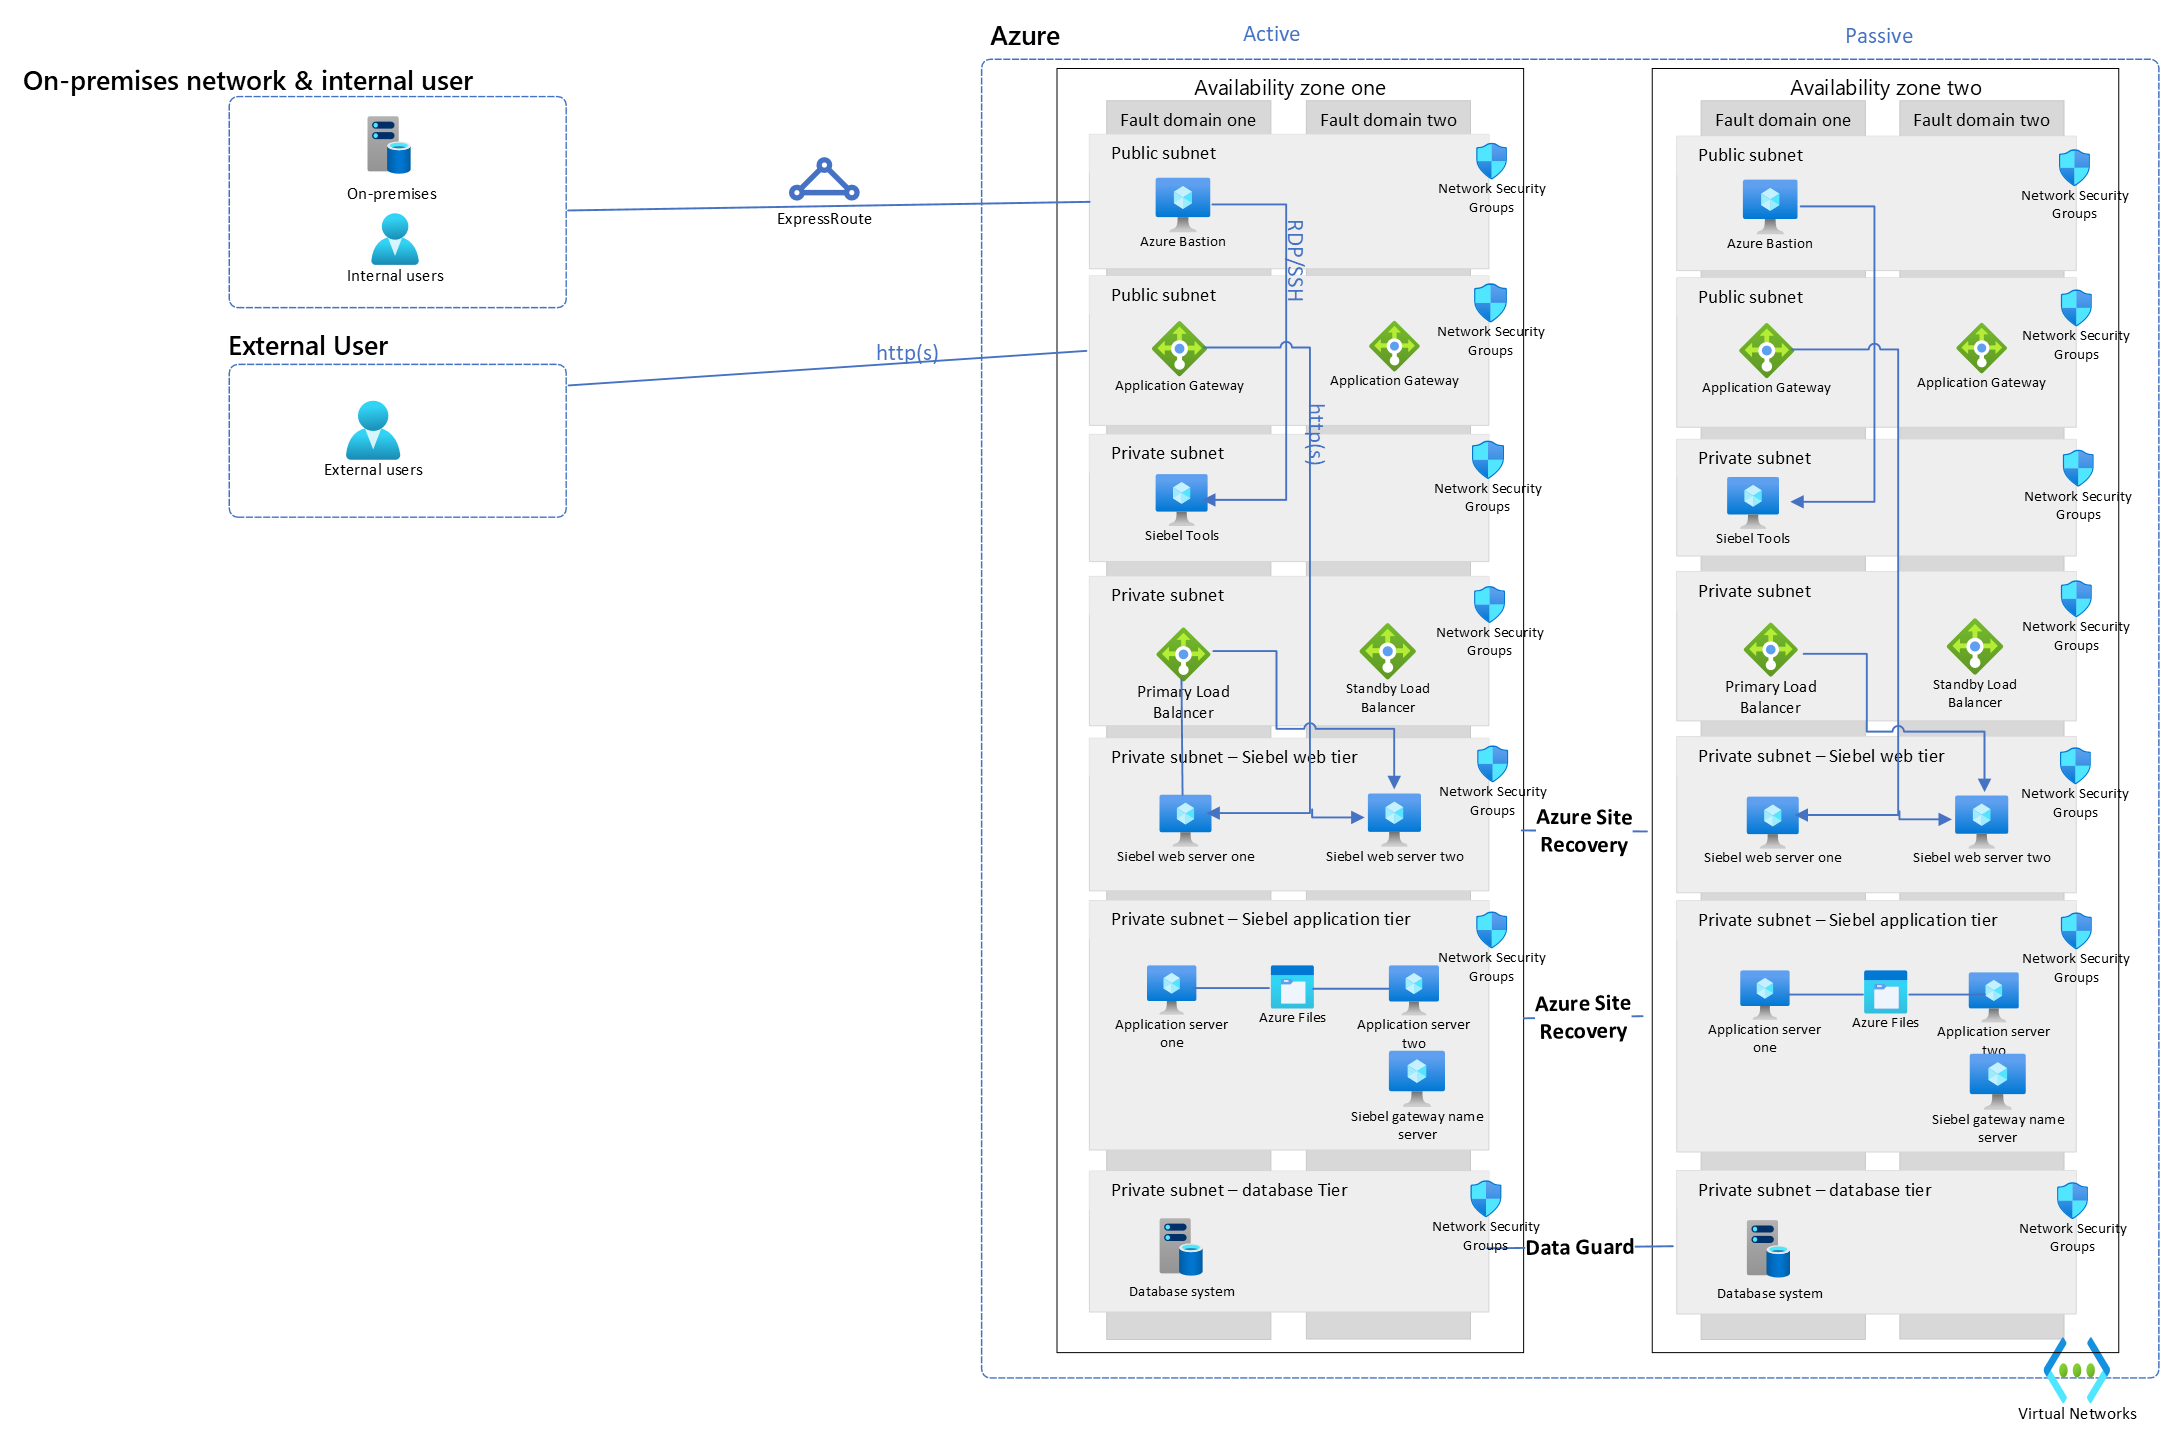 Azure
Active
Passive
On-premises network & internal user
On-premises
Internal users
ExpressRoute
External User
External users
http(s)
Availability zone one
Fault domain one
Fault domain two
Public subnet
Network Security
Groups
Azure Bastion
RDP/SSH
Public subnet
Network Security
Groups
Application Gateway
Application Gateway
http(s)
Private subnet
Network Security
Groups
Siebel Tools
Private subnet
Network Security
Groups
Primary Load
Balancer
Standby Load
Balancer
Private subnet – Siebel web tier
Network Security
Groups
Siebel web server one
Siebel web server two
Private subnet – Siebel application tier
Network Security
Groups
Application server
one
Azure Files
Application server
two
Siebel gateway name
server
Private subnet – database Tier
Network Security
Groups
Database system
Azure Site
Recovery
Azure Site
Recovery
Data Guard
Availability zone two
Fault domain one
Fault domain two
Public subnet
Network Security
Groups
Azure Bastion
Public subnet
Network Security
Groups
Application Gateway
Application Gateway
Private subnet
Network Security
Groups
Siebel Tools
Private subnet
Network Security
Groups
Primary Load
Balancer
Standby Load
Balancer
Private subnet – Siebel web tier
Network Security
Groups
Siebel web server one
Siebel web server two
Private subnet – Siebel application tier
Network Security
Groups
Application server
one
Azure Files
Application server
two
Siebel gateway name
server
Private subnet – database tier
Network Security
Groups
Database system
Virtual Networks